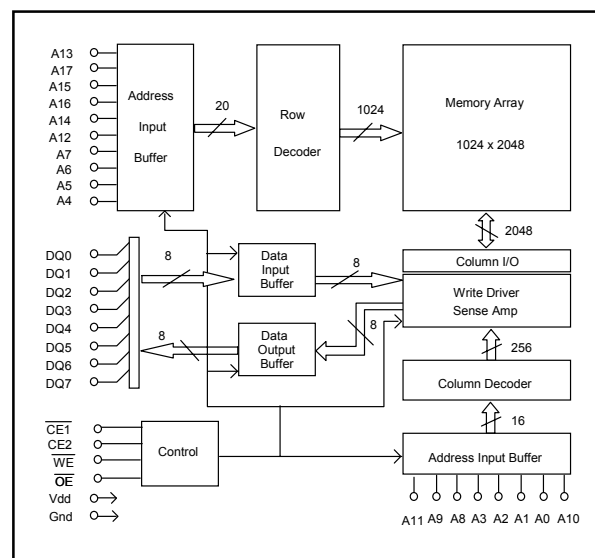 A13
A17
A15
A16
A14
A12
A7
A6
A5
A4
Address
Input
Buffer
20
Row
Decoder
1024
Memory Array
1024 x 2048
2048
Column I/O
DQ0
DQ1
DQ2
DQ3
DQ4
DQ5
DQ6
DQ7
8
Data
Input
Buffer
8
Write Driver
Sense Amp
8
Data
Output
Buffer
8
256
Column Decoder
16
Address Input Buffer
CE1
CE2
WE
OE
Vdd
Gnd
Control
A11 A9 A8 A3 A2 A1 A0 A10